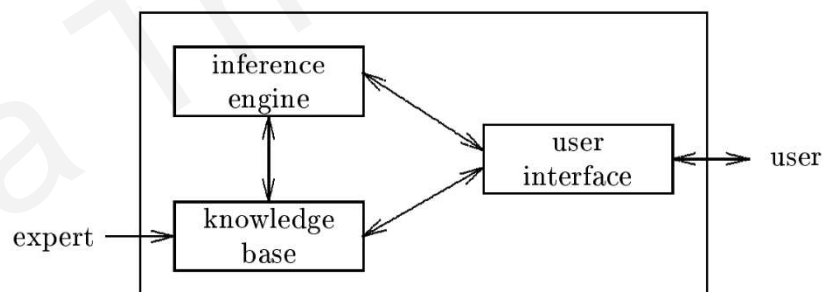 inference
engine
user
interface
user
knowledge
base
expert